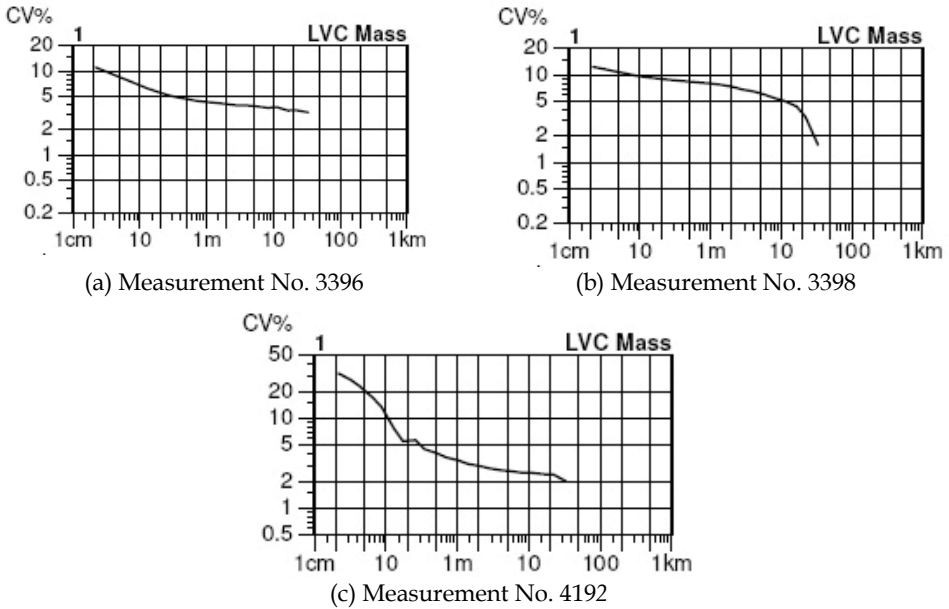 CV%
1 LVC Mass
20
10
5
2
1
0.5
0.2
1cm 10 1m 10 100 1km
(a) Measurement No. 3396
CV%
1 LVC Mass
20
10
5
2
1
0.5
0.2
1cm 10 1m 10 100 1km
(b) Measurement No. 3398
CV%
1 LVC Mass
50
20
10
5
2
1
0.5
1cm 10 1m 10 100 1km
(c) Measurement No. 4192